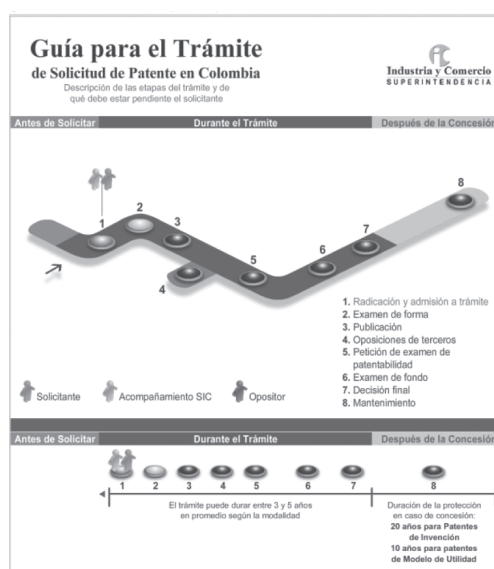 Guía para el Trámite
de Solicitud de Patente en Colombia
Descripción de las etapas del trámite y de
qué debe estar pendiente el solicitante
Industria y Comercio
SUPERINTENDENCIA
Antes de Solicitar
Durante el Trámite
Después de la Concesión
1
2
3
4
5
6
7
8
1. Radicación y admisión a trámite
2. Examen de forma
3. Publicación
4. Oposiciones de terceros
5. Petición de examen de
patentabilidad
6. Examen de fondo
7. Decisión final
8. Mantenimiento
Solicitante
Acompañamiento SIC
Opositor
Antes de Solicitar
Durante el Trámite
Después de la Concesión
1 2 3 4 5 6 7 8
El trámite puede durar entre 3 y 5 años
en promedio según la modalidad
Duración de la protección
en caso de concesión:
20 años para Patentes
de Invención
10 años para patentes
de Modelo de Utilidad